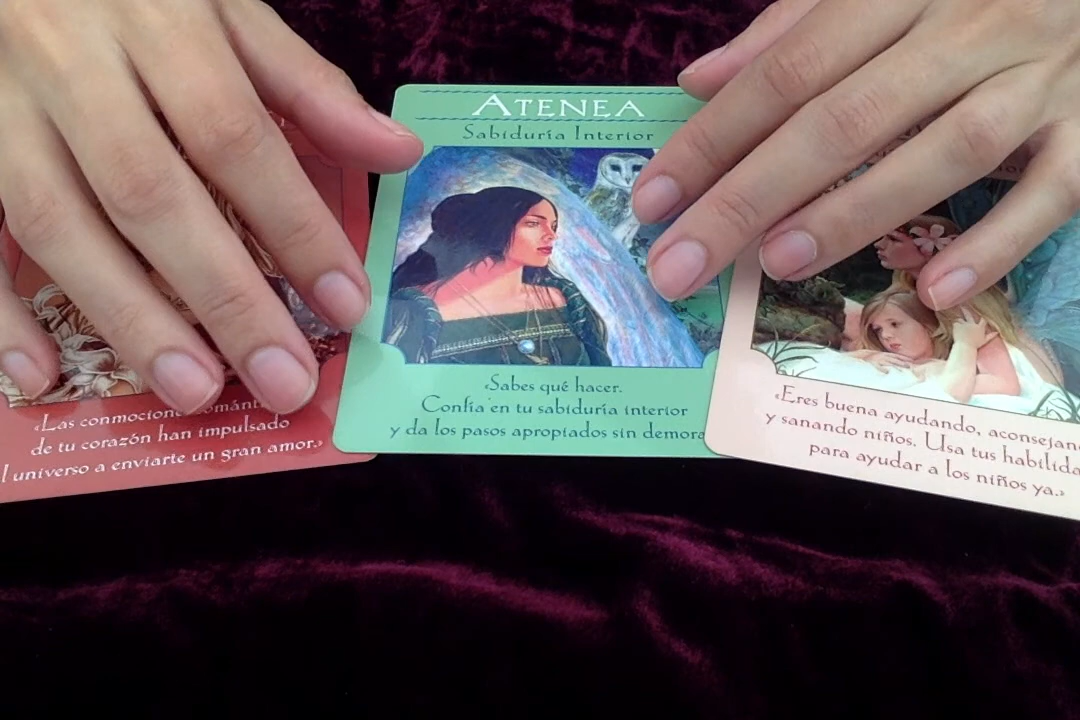 «Las conmocione
de tu corazón han impulsado
l universo a enviarte un gran amor.»
ATENEA
Sabiduría Interior
«Sabes qué hacer.
Confía en tu sabiduría interior
y da los pasos apropiados sin demora
«Eres buena ayudando, aconsejan
y sanando niños. Usa tus habilida
para ayudar a los niños ya.»